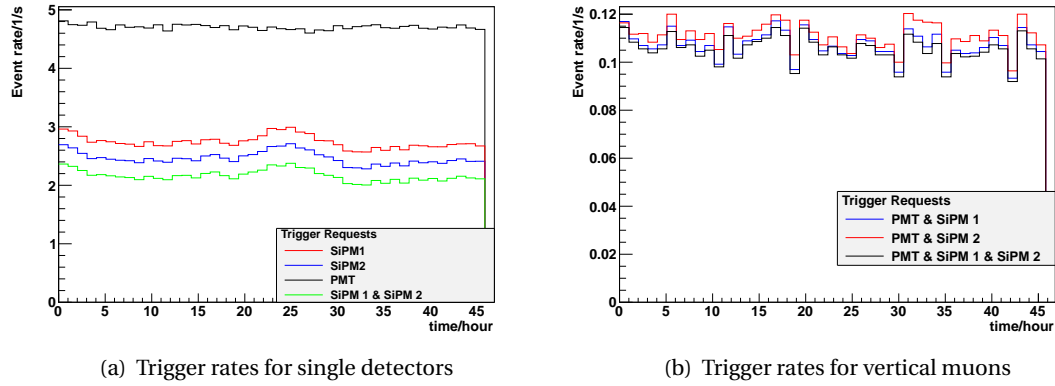 Event rate/1/s
5
4
3
2
1
0
Trigger Requests
SiPM1
SiPM2
PMT
SiPM 1 & SiPM 2
0 5 10 15 20 25 30 35 40 45
time/hour
(a) Trigger rates for single detectors
Event rate/1/s
0.12
0.1
0.08
0.06
0.04
0.02
0
Trigger Requests
PMT & SiPM 1
PMT & SiPM 2
PMT & SiPM 1 & SiPM 2
0 5 10 15 20 25 30 35 40 45
time/hour
(b) Trigger rates for vertical muons